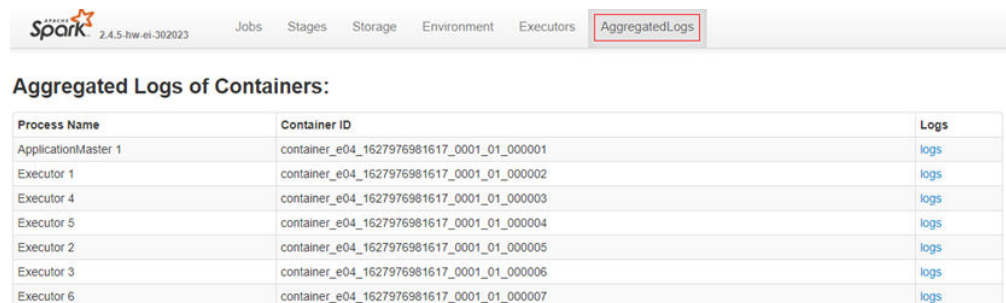 APACHE Spark 2.4.5-hw-ei-302023 Jobs Stages Storage Environment Executors AggregatedLogs
Aggregated Logs of Containers:
Process Name Container ID Logs
ApplicationMaster 1 container_e04_1627976981617_0001_01_000001 logs
Executor 1 container_e04_1627976981617_0001_01_000002 logs
Executor 4 container_e04_1627976981617_0001_01_000003 logs
Executor 5 container_e04_1627976981617_0001_01_000004 logs
Executor 2 container_e04_1627976981617_0001_01_000005 logs
Executor 3 container_e04_1627976981617_0001_01_000006 logs
Executor 6 container_e04_1627976981617_0001_01_000007 logs